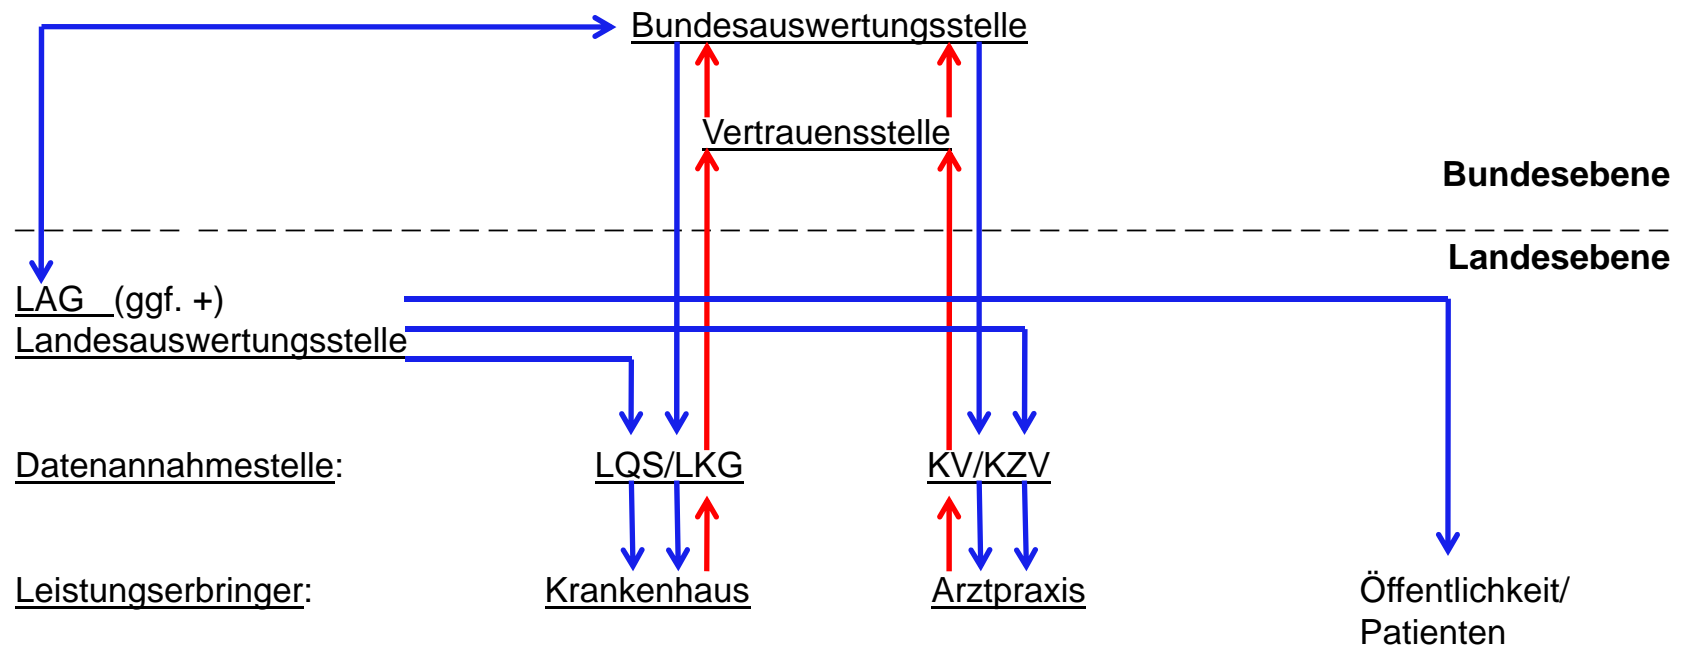 Bundesauswertungsstelle
Vertrauensstelle
Bundesebene
Landesebene
LAG (ggf. +)
Landesauswertungsstelle
Datenannahmestelle: LQS/LKG KV/KZV
Leistungserbringer: Krankenhaus Arztpraxis Öffentlichkeit/
Patienten